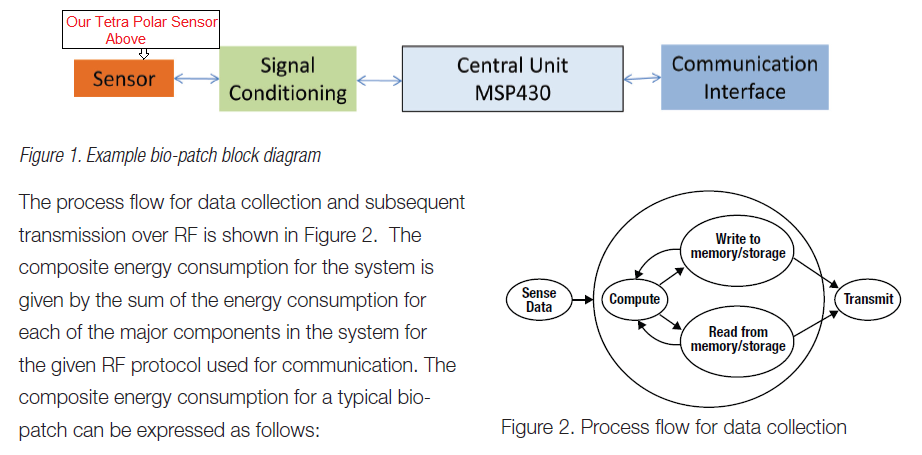 Our Tetra Polar Sensor
Above
Sensor
Signal
Conditioning
Central Unit
MSP430
Communication
Interface
Figure 1. Example bio-patch block diagram
The process flow for data collection and subsequent
transmission over RF is shown in Figure 2. The
composite energy consumption for the system is
given by the sum of the energy consumption for
each of the major components in the system for
the given RF protocol used for communication. The
composite energy consumption for a typical bio-
patch can be expressed as follows:
Sense
Data
Compute
Write to
memory/storage
Read from
memory/storage
Transmit
Figure 2. Process flow for data collection